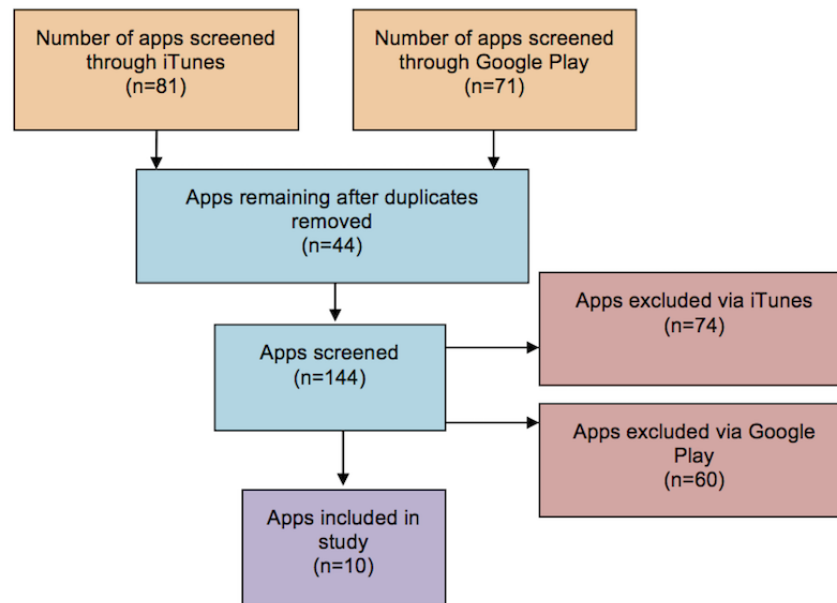 Number of apps screened
through iTunes
(n=81)
Number of apps screened
through Google Play
(n=71)
Apps remaining after duplicates
removed
(n=44)
Apps excluded via iTunes
(n=74)
Apps screened
(n=144)
Apps excluded via Google
Play
(n=60)
Apps included in
study
(n=10)